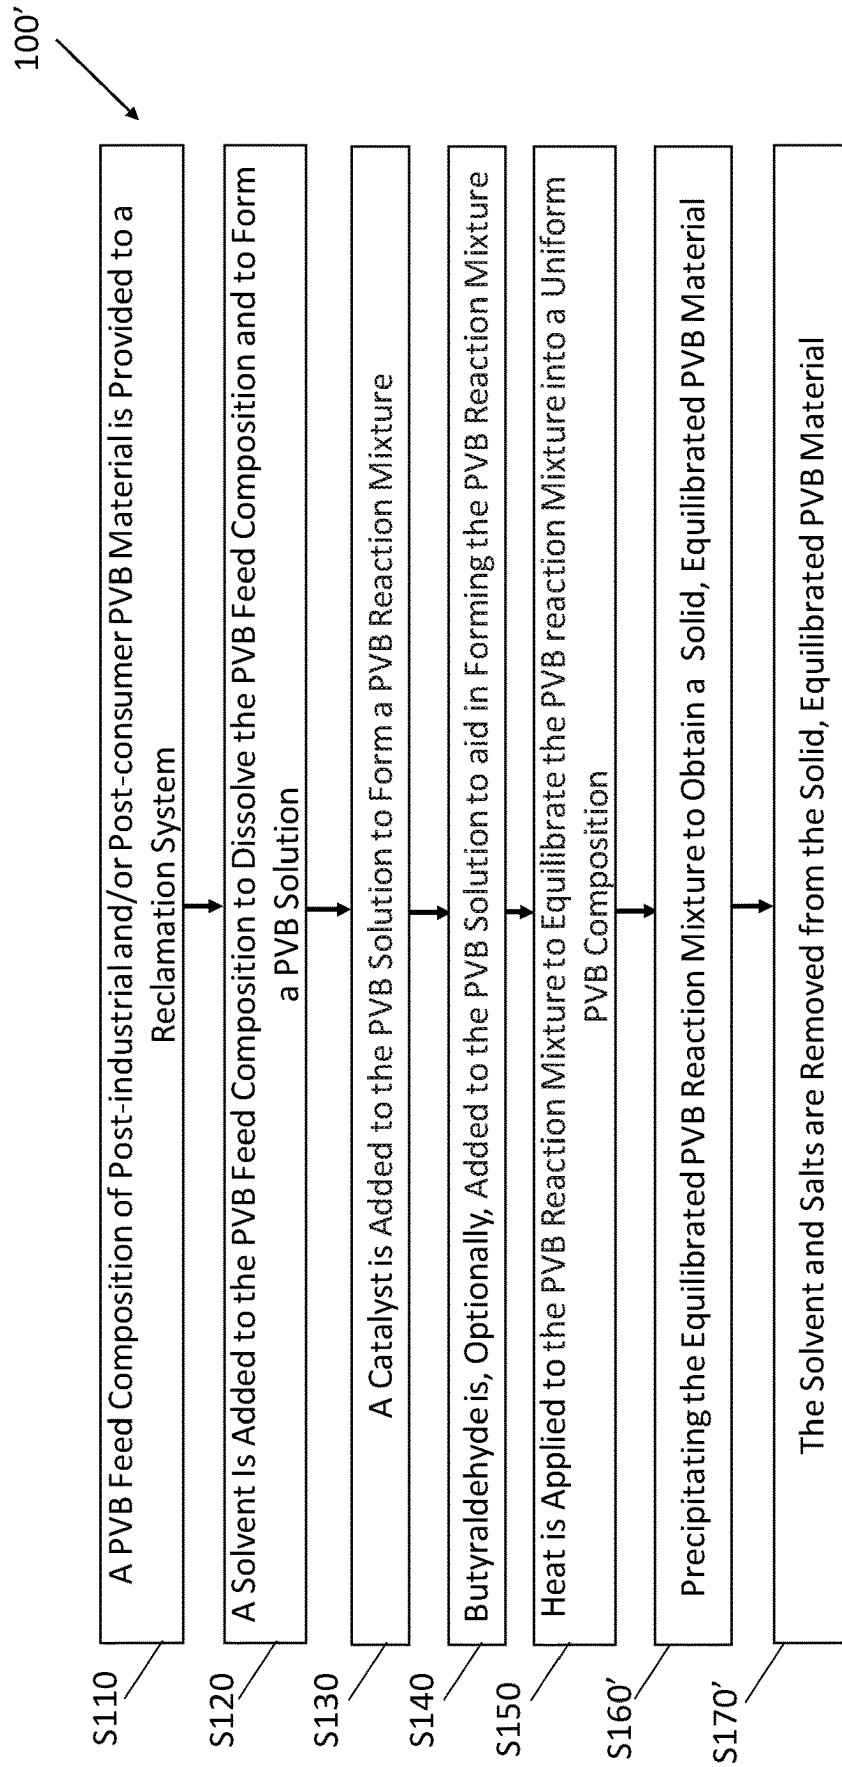 100’
S110
A PVB Feed Composition of Post-industrial and/or Post-consumer PVB Material is Provided to a
Reclamation System
S120
A Solvent Is Added to the PVB Feed Composition to Dissolve the PVB Feed Composition and to Form
a PVB Solution
S130
A Catalyst is Added to the PVB Solution to Form a PVB Reaction Mixture
S140
Butyraldehyde is, Optionally, Added to the PVB Solution to aid in Forming the PVB Reaction Mixture
S150
Heat is Applied to the PVB Reaction Mixture to Equilibrate the PVB reaction Mixture into a Uniform
PVB Composition
S160’
Precipitating the Equilibrated PVB Reaction Mixture to Obtain a Solid, Equilibrated PVB Material
S170’
The Solvent and Salts are Removed from the Solid, Equilibrated PVB Material